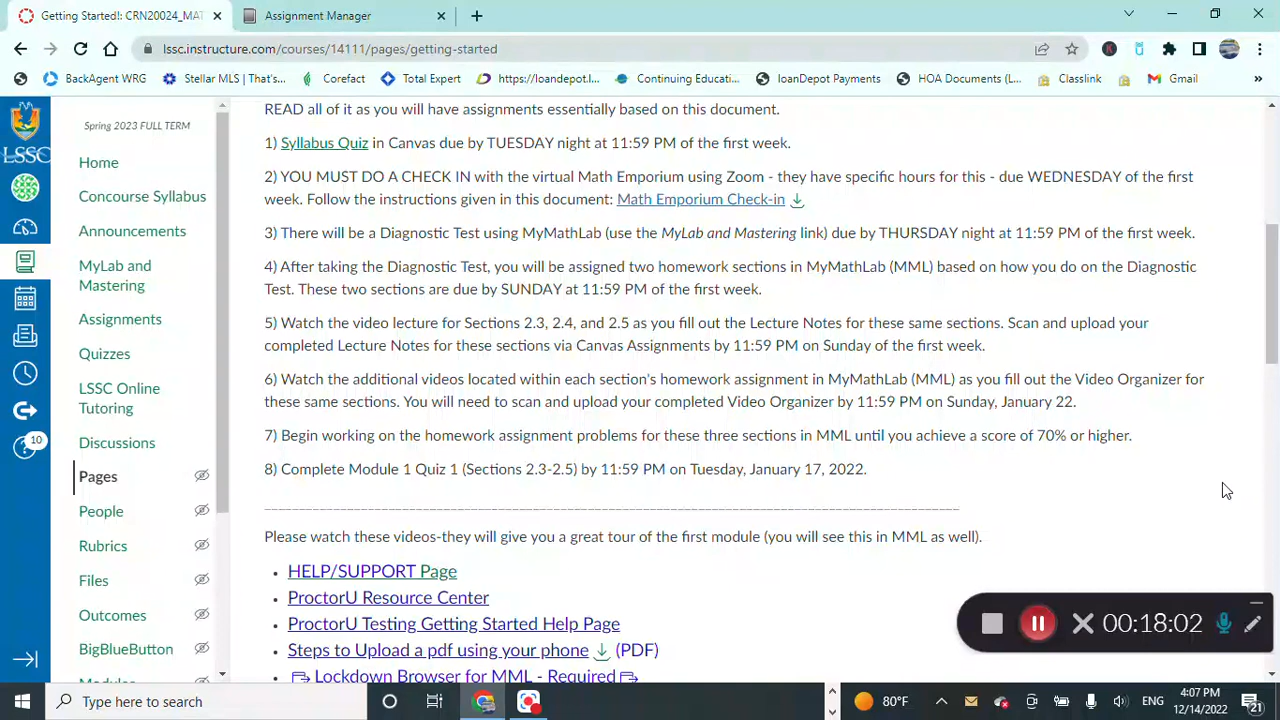 Getting Started!: CRN20024_MAT
Assignment Manager
lssc.instructure.com/courses/14111/pages/getting-started
BackAgent WRG
Stellar MLS | That's...
Corefact
Total Expert
https://loandepot.l...
Continuing Educati...
loanDepot Payments
HOA Documents (L...
Classlink
Gmail
»
LSSC
10
Spring 2023 FULL TERM
Home
Concourse Syllabus
Announcements
MyLab and
Mastering
Assignments
Quizzes
LSSC Online
Tutoring
Discussions
Pages
People
Rubrics
Files
Outcomes
BigBlueButton
READ all of it as you will have assignments essentially based on this document.
1) Syllabus Quiz in Canvas due by TUESDAY night at 11:59 PM of the first week.
2) YOU MUST DO A CHECK IN with the virtual Math Emporium using Zoom - they have specific hours for this - due WEDNESDAY of the first
week. Follow the instructions given in this document: Math Emporium Check-in
3) There will be a Diagnostic Test using MyMathLab (use the MyLab and Mastering link) due by THURSDAY night at 11:59 PM of the first week.
4) After taking the Diagnostic Test, you will be assigned two homework sections in MyMathLab (MML) based on how you do on the Diagnostic
Test. These two sections are due by SUNDAY at 11:59 PM of the first week.
5) Watch the video lecture for Sections 2.3, 2.4, and 2.5 as you fill out the Lecture Notes for these same sections. Scan and upload your
completed Lecture Notes for these sections via Canvas Assignments by 11:59 PM on Sunday of the first week.
6) Watch the additional videos located within each section's homework assignment in MyMathLab (MML) as you fill out the Video Organizer for
these same sections. You will need to scan and upload your completed Video Organizer by 11:59 PM on Sunday, January 22.
7) Begin working on the homework assignment problems for these three sections in MML until you achieve a score of 70% or higher.
8) Complete Module 1 Quiz 1 (Sections 2.3-2.5) by 11:59 PM on Tuesday, January 17, 2022.
Please watch these videos-they will give you a great tour of the first module (you will see this in MML as well).
HELP/SUPPORT Page
ProctorU Resource Center
ProctorU Testing Getting Started Help Page
Steps to Upload a pdf using your phone (PDF)
Lockdown Browser for MML - Required
00:18:02
Type here to search
80°F
ENG
4:07 PM
12/14/2022
21